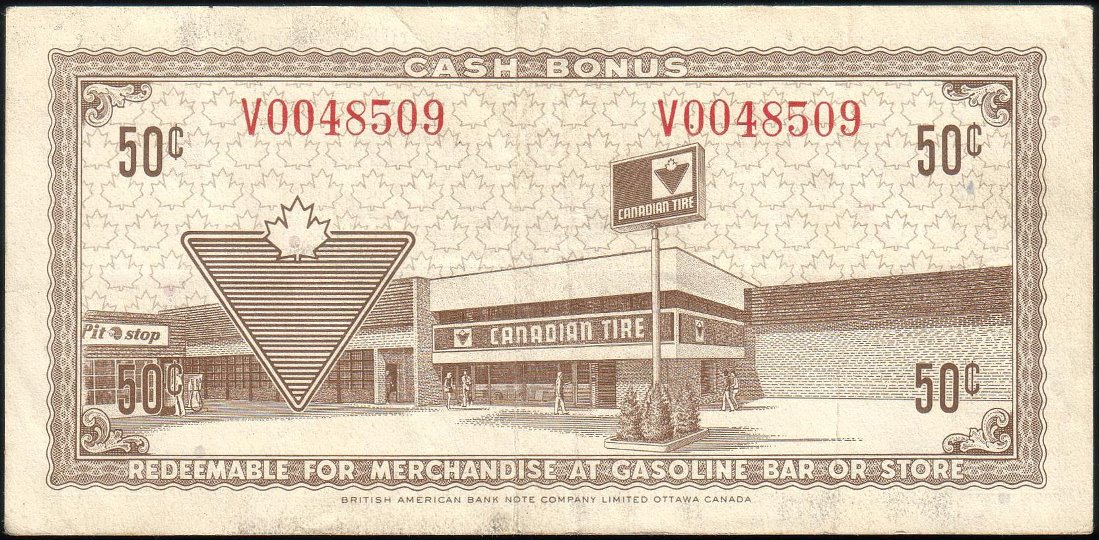 CASH BONUS
V0048509 V0048509
50¢ 50¢
CANADIAN TIRE
CANADIAN TIRE
Pit stop
50¢ 50¢
REDEEMABLE FOR MERCHANDISE AT GASOLINE BAR OR STORE
BRITISH AMERICAN BANK NOTE COMPANY LIMITED OTTAWA CANADA